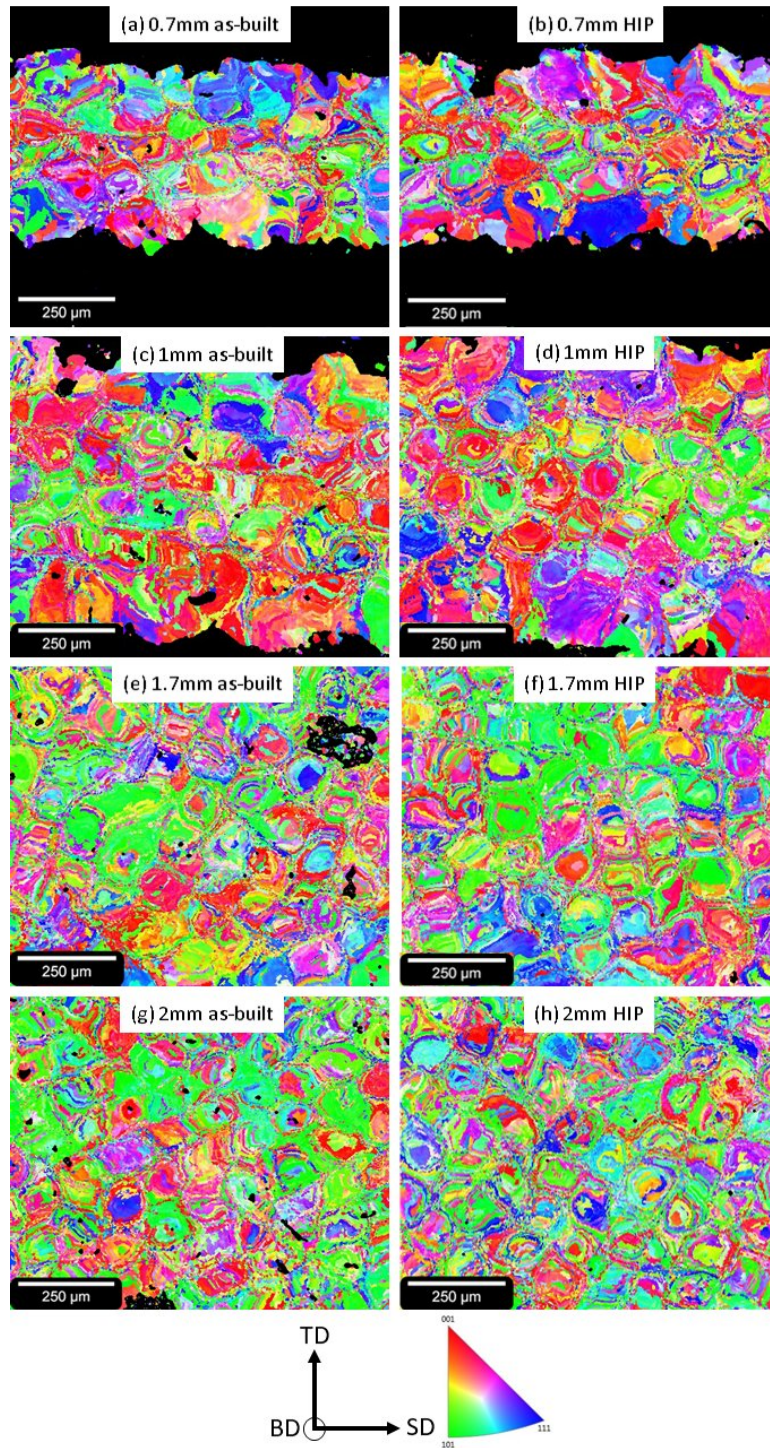 (a) 0.7mm as-built
(b) 0.7mm HIP
250 µm
250 µm
(c) 1mm as-built
(d) 1mm HIP
250 µm
250 µm
(e) 1.7mm as-built
(f) 1.7mm HIP
250 µm
250 µm
(g) 2mm as-built
(h) 2mm HIP
250 µm
250 µm
TD
BD
SD
001
111
101